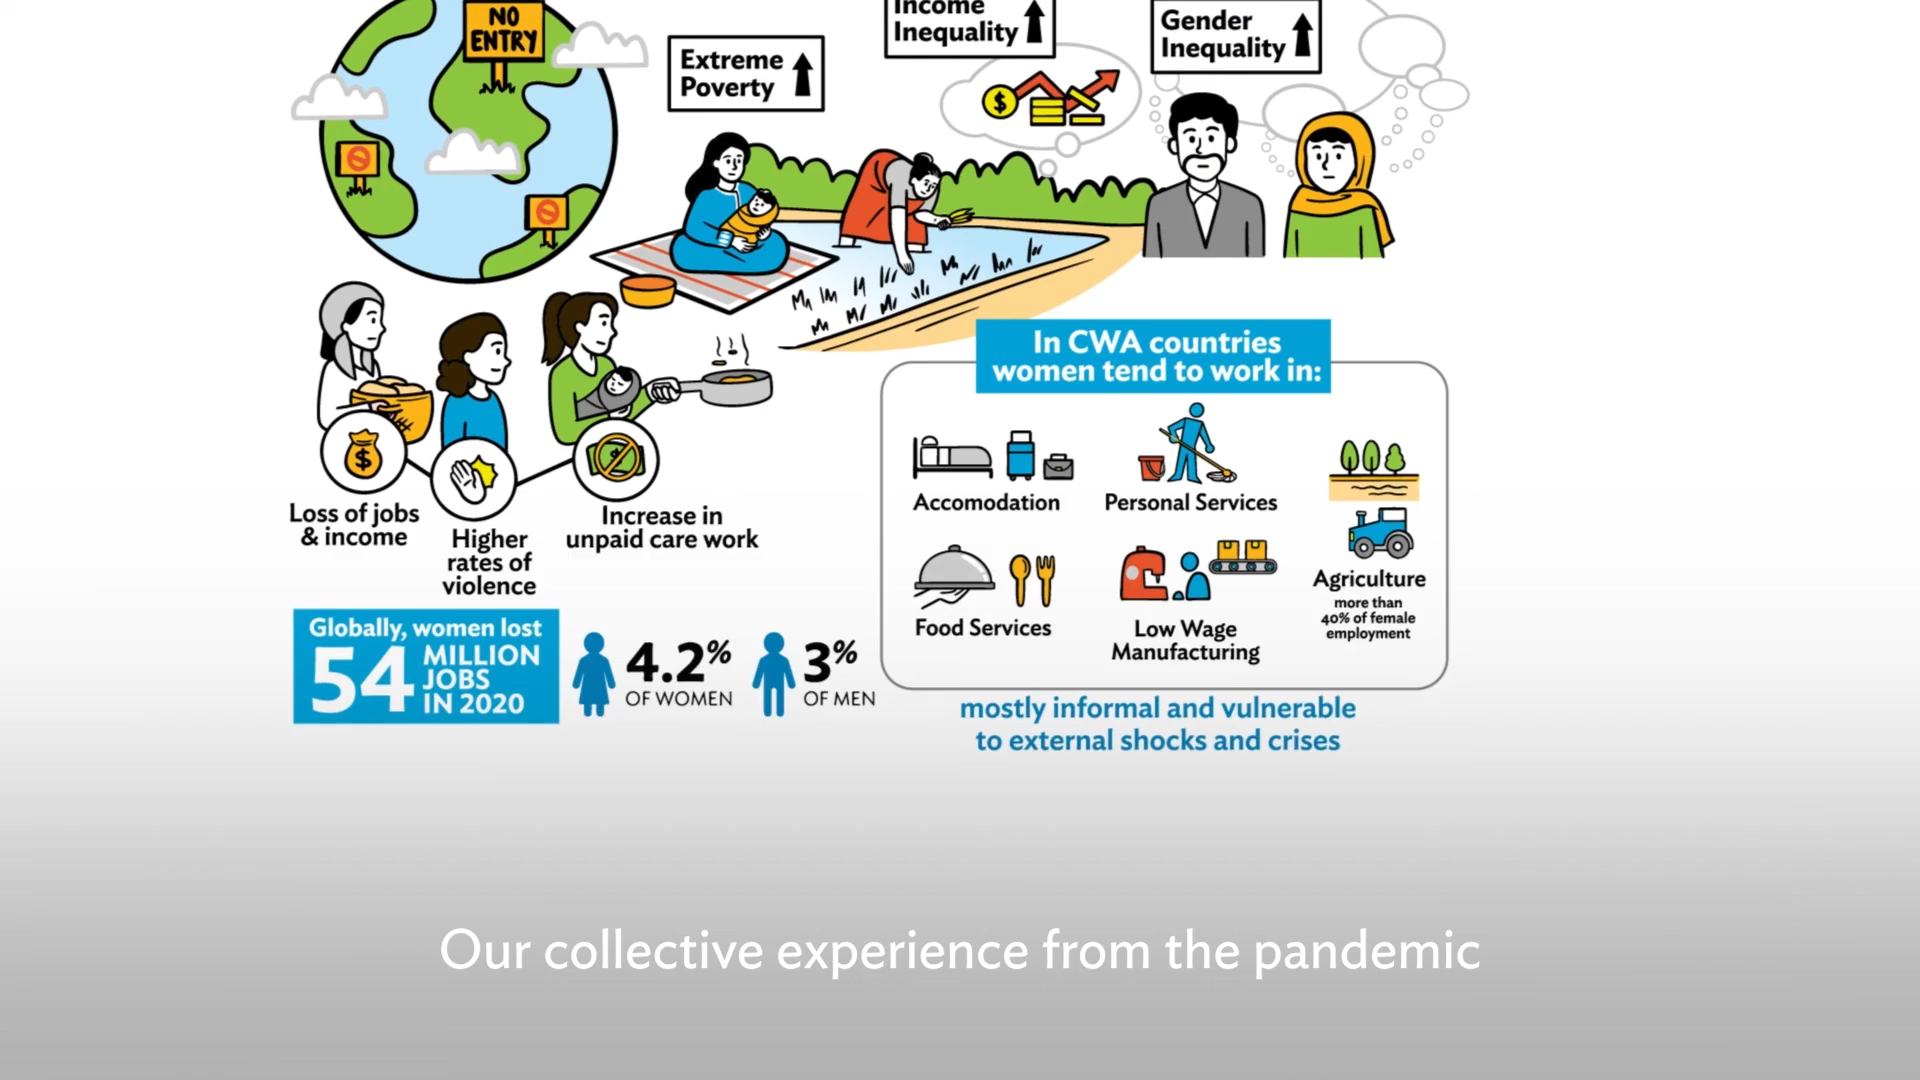 NO
ENTRY
Extreme
Poverty
Income
Inequality
Gender
Inequality
Loss of jobs
& income
Higher
rates of
violence
Increase in
unpaid care work
Globally, women lost
54 MILLION
JOBS
IN 2020
4.2%
OF WOMEN
3%
OF MEN
In CWA countries
women tend to work in:
Accomodation
Personal Services
Food Services
Low Wage
Manufacturing
Agriculture
more than
40% of female
employment
mostly informal and vulnerable
to external shocks and crises
Our collective experience from the pandemic